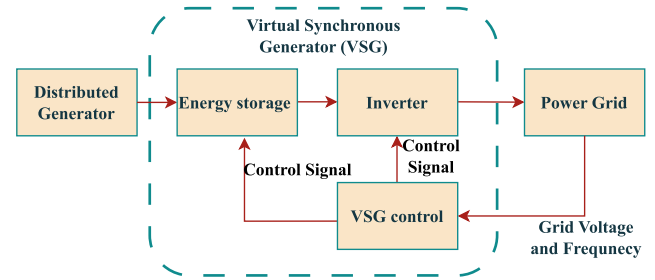 Virtual Synchronous
Generator (VSG)
Distributed
Generator
Energy storage
Inverter
Power Grid
Control Signal
Control
Signal
VSG control
Grid Voltage
and Frequnecy